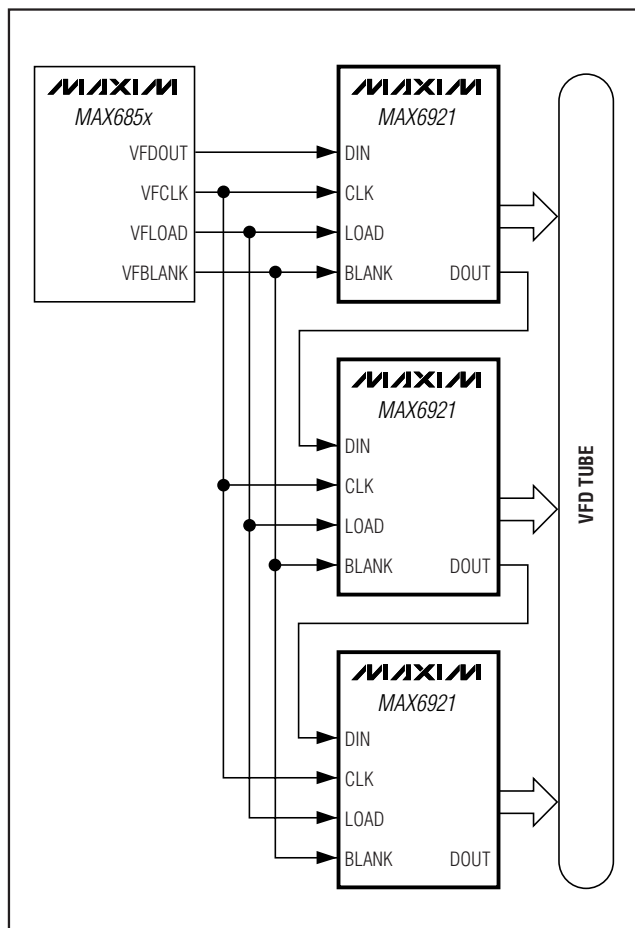 MAXIM
MAX685x
VFDOUT
VFCLK
VFLOAD
VFBLANK
MAXIM
MAX6921
DIN
CLK
LOAD
BLANK DOUT
MAXIM
MAX6921
DIN
CLK
LOAD
BLANK DOUT
MAXIM
MAX6921
DIN
CLK
LOAD
BLANK DOUT
VFD TUBE